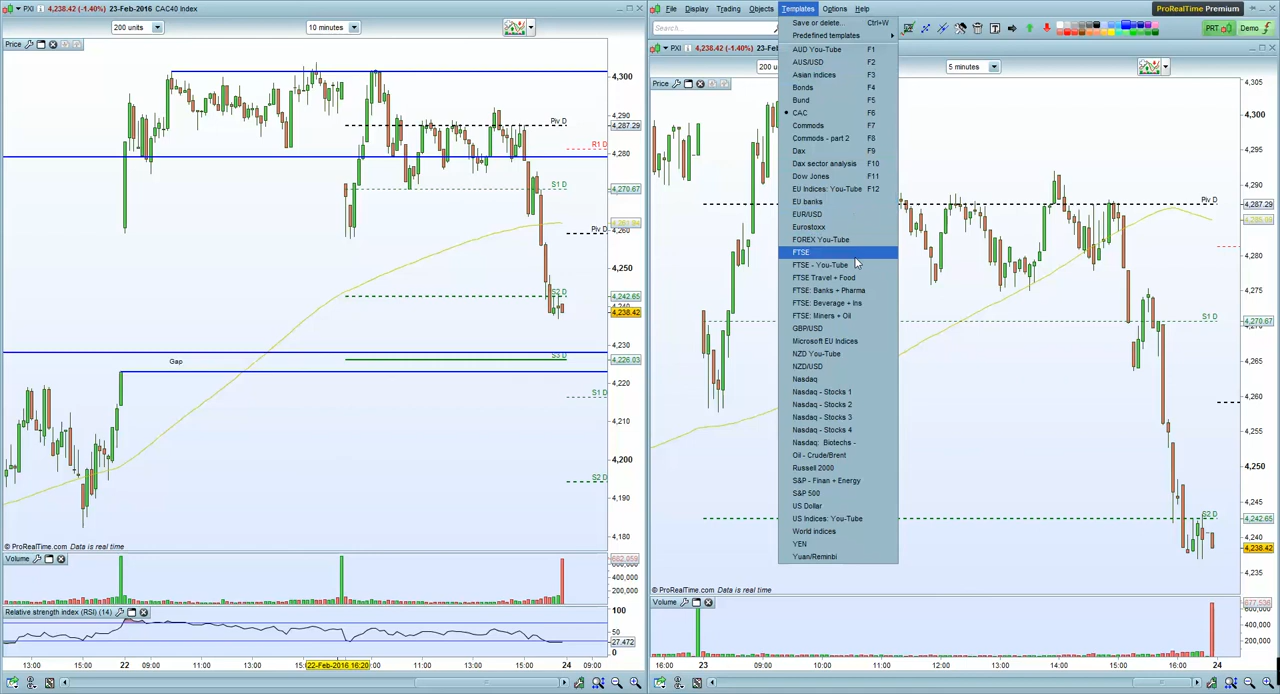 PXI 4,238.42 (-1.40%) 23-Feb-2016 CAC40 Index
200 units
10 minutes
Price
4,300
4,290
Piv D
4,287.29
R1 D
4,280
S1 D
4,270.67
4,260
Piv D
4,250
S2 D
4,242.65
4,240
4,238.42
Gap
S3 D
4,226.03
4,220
S1 D
4,210
4,200
4,190
S2 D
4,180
© ProRealTime.com Data is real time
Volume
682,059
600,000
400,000
200,000
Relative strength index (RSI) (14)
100
50
27.472
0
13:00
15:00
22
09:00
11:00
13:00
15:
22-Feb-2016 16:20
11:00
13:00
15:00
24
09:00
File
Display
Trading
Objects
Templates
Options
Help
ProRealTime Premium
Search...
PRT
Demo
PXI 4,238.42 (-1.40%) 23-F
200 u
5 minutes
Price
Save or delete... Ctrl+W
Predefined templates
AUD You-Tube F1
AUS/USD F2
Asian indices F3
Bonds F4
Bund F5
CAC F6
Commods F7
Commods - part 2 F8
Dax F9
Dax sector analysis F10
Dow Jones F11
EU Indices: You-Tube F12
EU banks
EUR/USD
Eurostoxx
FOREX You-Tube
FTSE
FTSE - You-Tube
FTSE Travel + Food
FTSE: Banks + Pharma
FTSE: Beverage + Ins
FTSE: Miners + Oil
GBP/USD
Microsoft EU Indices
NZD You-Tube
NZD/USD
Nasdaq
Nasdaq - Stocks 1
Nasdaq - Stocks 2
Nasdaq - Stocks 3
Nasdaq - Stocks 4
Nasdaq: Biotechs -
Oil - Crude/Brent
Russell 2000
S&P - Finan + Energy
S&P 500
US Dollar
US Indices: You-Tube
World indices
YEN
Yuan/Reminbi
4,305
4,300
4,295
4,290
Piv D
4,287.29
4,280
4,275
S1 D
4,270.67
4,265
4,260
4,255
4,250
4,245
S2 D
4,242.65
4,240
4,238.42
4,235
© ProRealTime.com Data is real time
Volume
677,536
600,000
400,000
200,000
16:00
23
09:00
10:00
11:00
12:00
13:00
14:00
15:00
16:00
24